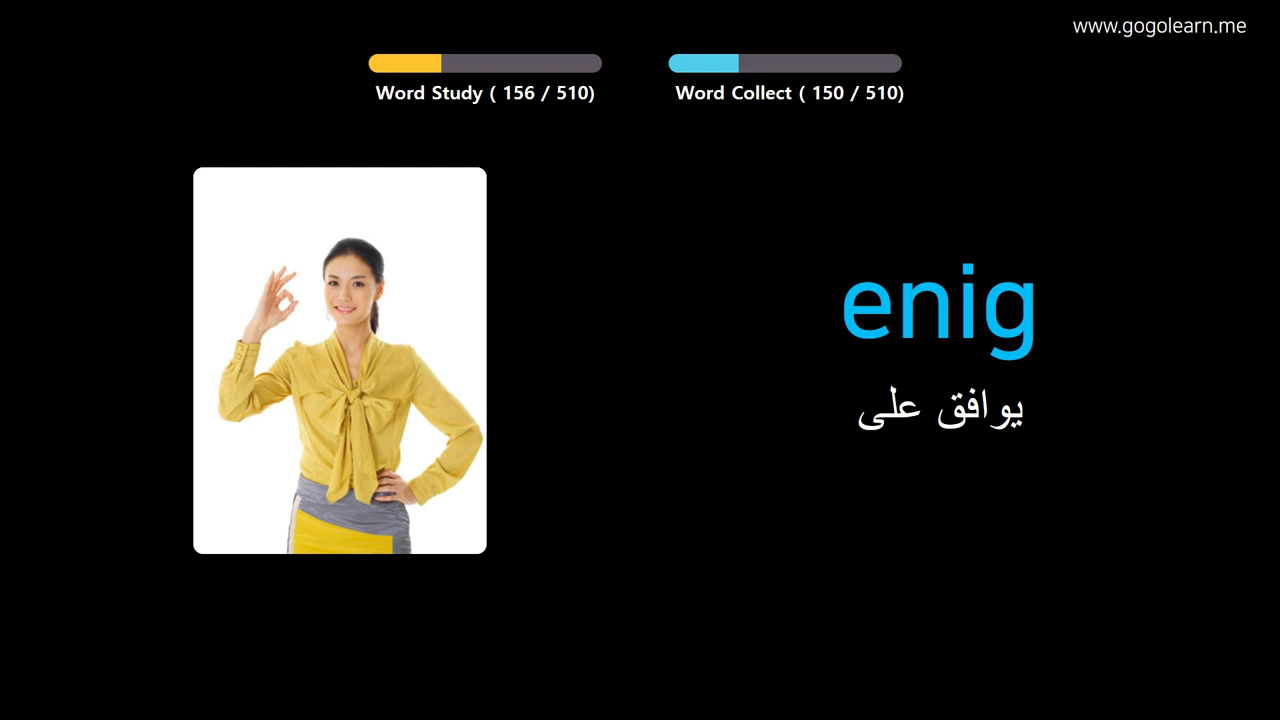 www.gogolearn.me
Word Study ( 156 / 510)
Word Collect ( 150 / 510)
enig
يوافق على